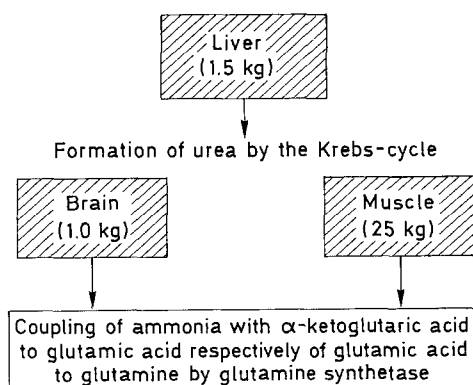 Liver
(1.5 kg)
Formation of urea by the Krebs-cycle
Brain
(1.0 kg)
Muscle
(25 kg)
Coupling of ammonia with α-ketoglutaric acid
to glutamic acid respectively of glutamic acid
to glutamine by glutamine synthetase